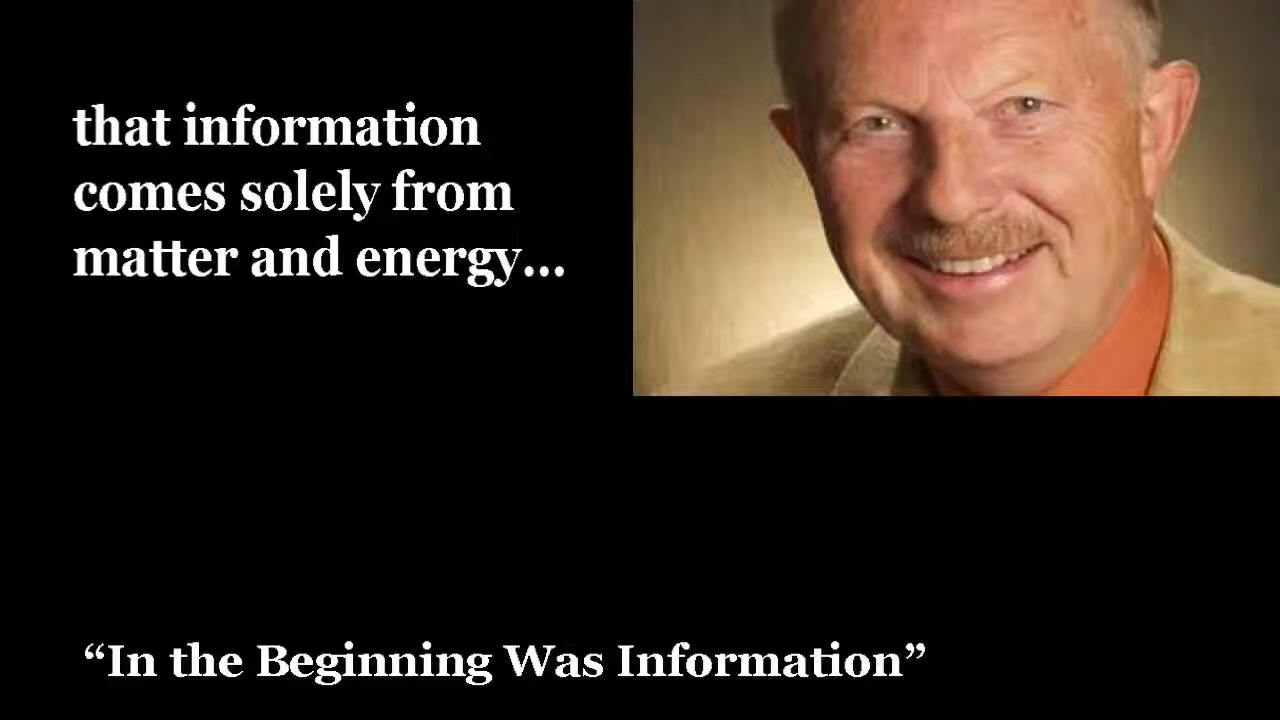 that information
comes solely from
matter and energy...
“In the Beginning Was Information”